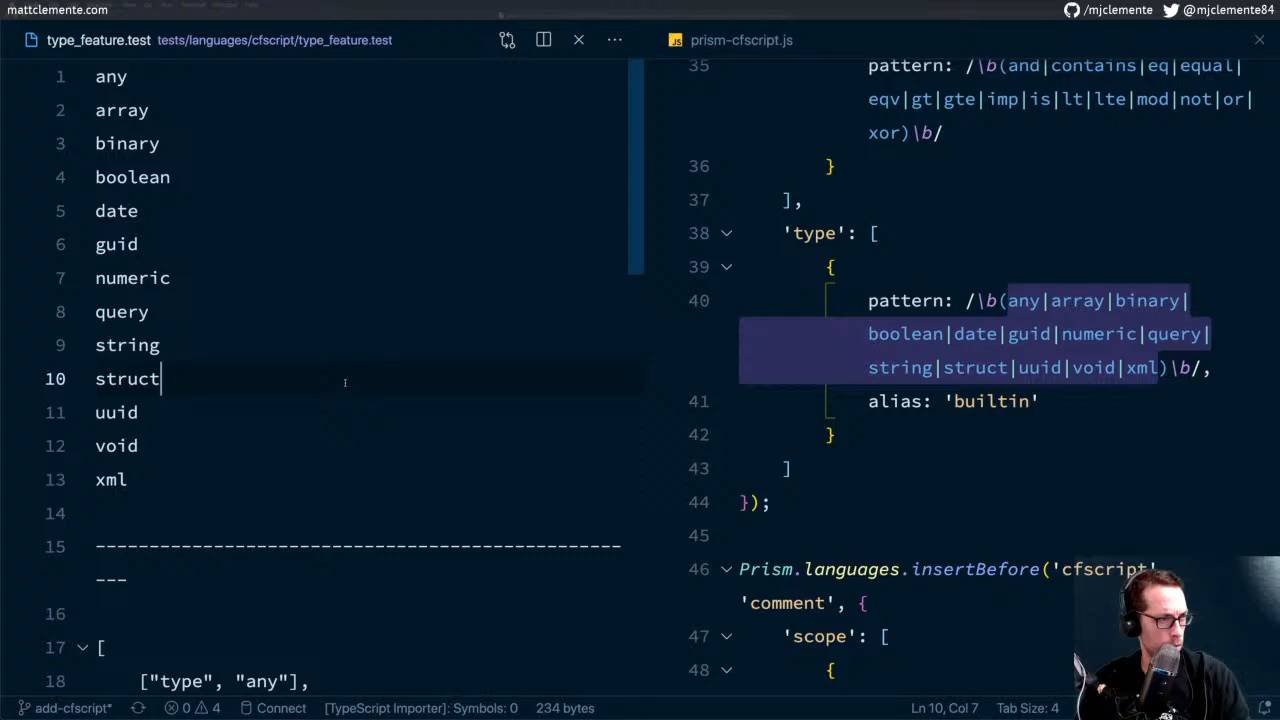 mattclemente.com
/mjclemente @mjclemente84
type_feature.test tests/languages/cfscript/type_feature.test
1 any
2 array
3 binary
4 boolean
5 date
6 guid
7 numeric
8 query
9 string
10 struct
11 uuid
12 void
13 xml
14
15 -------------------------------------------------
---
16
17 [
18 ["type", "any"],
JS prism-cfscript.js
35 pattern: /\b(and|contains|eq|equal|
eqv|gt|gte|imp|is|lt|lte|mod|not|or|
xor)\b/
36 }
37 ],
38 'type': [
39 {
40 pattern: /\b(any|array|binary|
boolean|date|guid|numeric|query|
string|struct|uuid|void|xml)\b/,
41 alias: 'builtin'
42 }
43 ]
44 });
45
46 Prism.languages.insertBefore('cfscript',
'comment', {
47 'scope': [
48 {
add-cfscript* 0 4 Connect [TypeScript Importer]: Symbols: 0 234 bytes Ln 10, Col 7 Tab Size: 4